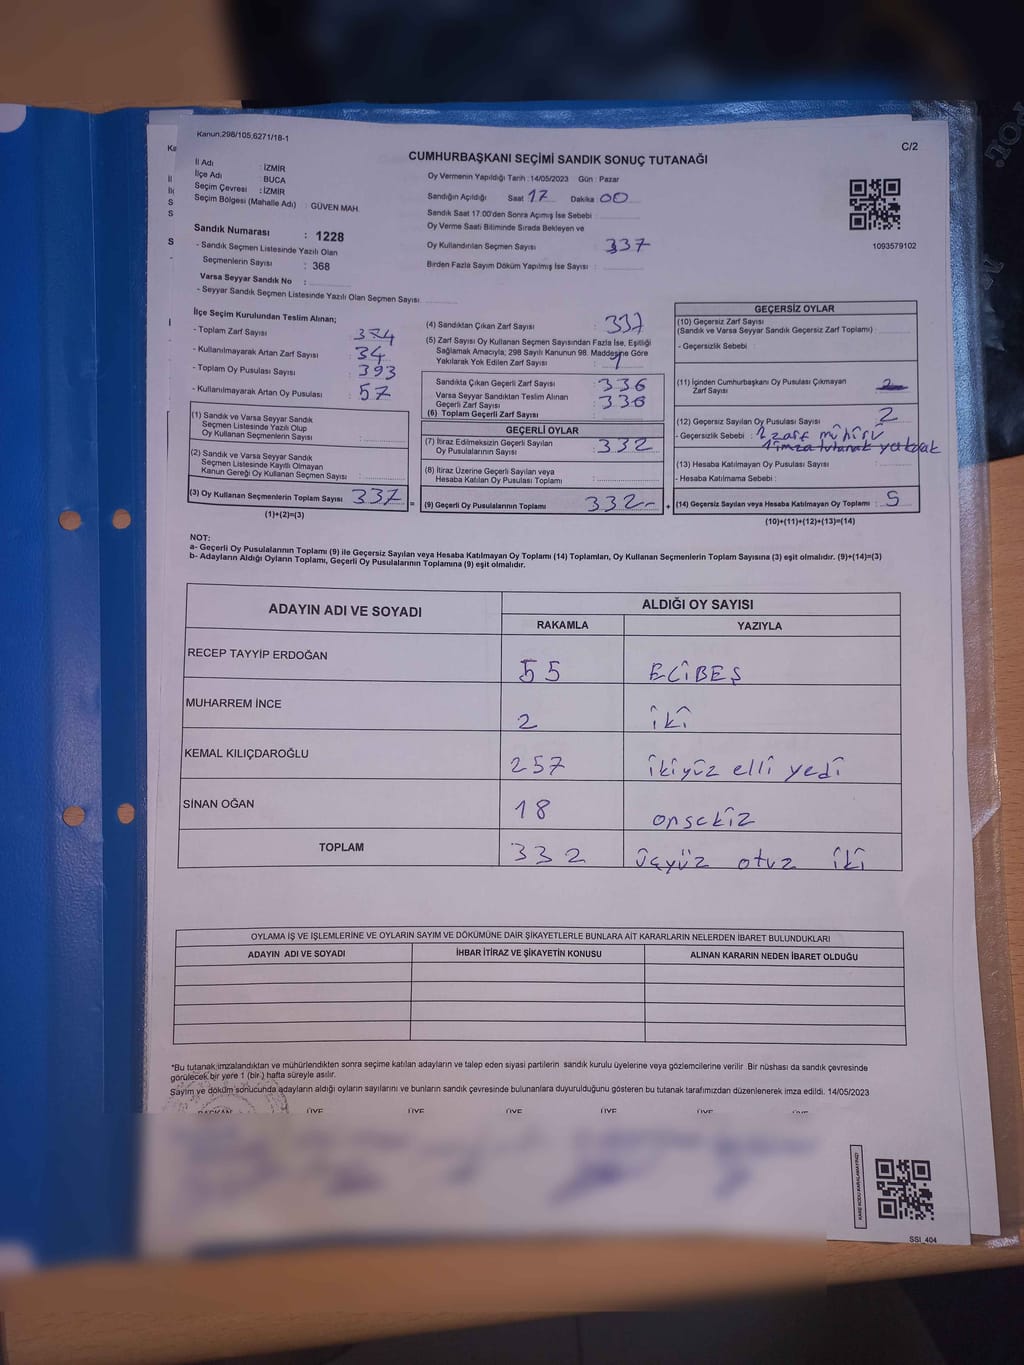 Kanun.298/105,6271/18-1
C/2
CUMHURBAŞKANI SEÇİMİ SANDIK SONUÇ TUTANAĞI
İl Adı : İZMİR
İlçe Adı : BUCA
Seçim Çevresi : İZMİR
Seçim Bölgesi (Mahalle Adı) : GÜVEN MAH.
Sandık Numarası : 1228
- Sandık Seçmen Listesinde Yazılı Olan
Seçmenlerin Sayısı : 368
Varsa Seyyar Sandık No :
- Seyyar Sandık Seçmen Listesinde Yazılı Olan Seçmen Sayısı
Oy Vermenin Yapıldığı Tarih : 14/05/2023 Gün : Pazar
Sandığın Açıldığı Saat 17 Dakika 00
Sandık Saat 17:00'den Sonra Açımış İse Sebebi :
Oy Verme Saati Bitiminde Sırada Bekleyen ve
Oy Kullandırılan Seçmen Sayısı : 337
Birden Fazla Sayım Döküm Yapılmış İse Sayısı :
1093579102
İlçe Seçim Kurulundan Teslim Alınan;
- Toplam Zarf Sayısı : 374
- Kullanılmayarak Artan Zarf Sayısı : 34
- Toplam Oy Pusulası Sayısı : 393
- Kullanılmayarak Artan Oy Pusulası : 57
(1) Sandık ve Varsa Seyyar Sandık
Seçmen Listesinde Yazılı Olup
Oy Kullanan Seçmenlerin Sayısı :
(2) Sandık ve Varsa Seyyar Sandık
Seçmen Listesinde Kayıtlı Olmayan
Kanun Gereği Oy Kullanan Seçmen Sayısı :
(3) Oy Kullanan Seçmenlerin Toplam Sayısı : 337
(1)+(2)=(3)
(4) Sandıktan Çıkan Zarf Sayısı : 337
(5) Zarf Sayısı Oy Kullanan Seçmen Sayısından Fazla İse, Eşitliği
Sağlamak Amacıyla; 298 Sayılı Kanunun 98. Maddesine Göre
Yakılarak Yok Edilen Zarf Sayısı : 1
Sandıkta Çıkan Geçerli Zarf Sayısı : 336
Varsa Seyyar Sandıktan Teslim Alınan
Geçerli Zarf Sayısı : 336
(6) Toplam Geçerli Zarf Sayısı
GEÇERLİ OYLAR
(7) İtiraz Edilmeksizin Geçerli Sayılan
Oy Pusulalarının Sayısı : 332
(8) İtiraz Üzerine Geçerli Sayılan veya
Hesaba Katılan Oy Pusulası Toplamı :
(9) Geçerli Oy Pusulalarının Toplamı : 332-
GEÇERSİZ OYLAR
(10) Geçersiz Zarf Sayısı
(Sandık ve Varsa Seyyar Sandık Geçersiz Zarf Toplamı) :
- Geçersizlik Sebebi :
(11) İçinden Cumhurbaşkanı Oy Pusulası Çıkmayan
Zarf Sayısı :
(12) Geçersiz Sayılan Oy Pusulası Sayısı : 2
- Geçersizlik Sebebi : 2 zarf mührü
(13) Hesaba Katılmayan Oy Pusulası Sayısı :
- Hesaba Katılmama Sebebi :
(14) Geçersiz Sayılan veya Hesaba Katılmayan Oy Toplamı : 5
(10)+(11)+(12)+(13)=(14)
NOT:
a- Geçerli Oy Pusulalarının Toplamı (9) ile Geçersiz Sayılan veya Hesaba Katılmayan Oy Toplamı (14) Toplamları, Oy Kullanan Seçmenlerin Toplam Sayısına (3) eşit olmalıdır. (9)+(14)=(3)
b- Adayların Aldığı Oyların Toplamı, Geçerli Oy Pusulalarının Toplamına (9) eşit olmalıdır.
ADAYIN ADI VE SOYADI
ALDIĞI OY SAYISI
RAKAMLA YAZIYLA
RECEP TAYYİP ERDOĞAN 55 ELİBEŞ
MUHARREM İNCE 2 iki
KEMAL KILIÇDAROĞLU 257 ikiyüz elli yedi
SİNAN OĞAN 18 onsekiz
TOPLAM 332 üçyüz otuz iki
OYLAMA İŞ VE İŞLEMLERİNE VE OYLARIN SAYIM VE DÖKÜMÜNE DAİR ŞİKAYETLERLE BUNLARA AİT KARARLARIN NELERDEN İBARET BULUNDUKLARI
ADAYIN ADI VE SOYADI İHBAR İTİRAZ VE ŞİKAYETİN KONUSU ALINAN KARARIN NEDEN İBARET OLDUĞU
*Bu tutanak imzalandıktan ve mühürlendikten sonra seçime katılan adayların ve talep eden siyasi partilerin sandık kurulu üyelerine veya gözlemcilerine verilir. Bir nüshası da sandık çevresinde
görülecek bir yere 1 (bir) hafta süreyle asılır.
Sayım ve döküm sonucunda adayların aldığı oyların sayılarını ve bunların sandık çevresinde bulunanlara duyurulduğunu gösteren bu tutanak tarafımızdan düzenlenerek imza edildi. 14/05/2023
BAŞKAN ÜYE ÜYE ÜYE ÜYE ÜYE ÜYE
KARE KODU KARALAMAYINIZ!
SSI_404